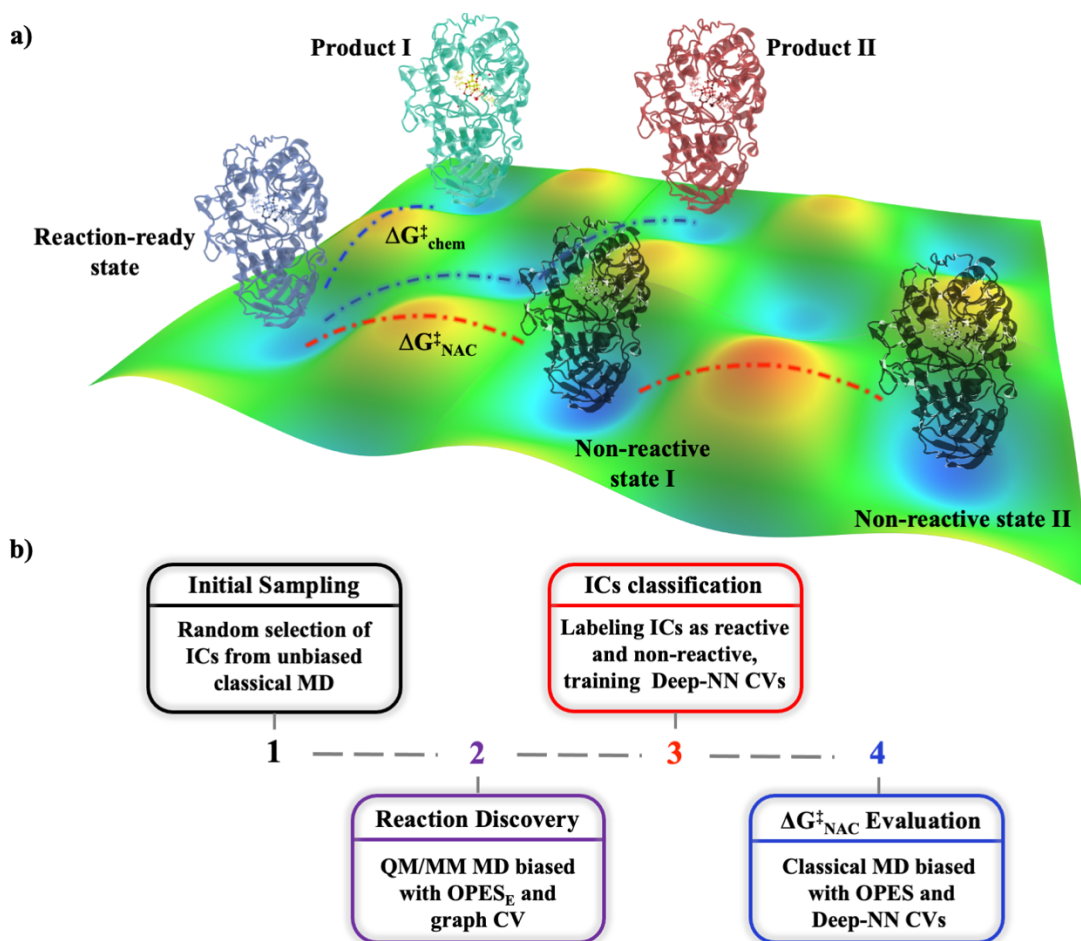 a)
Product I
Product II
Reaction-ready
state
ΔG‡chem
ΔG‡NAC
Non-reactive
state I
Non-reactive state II
b)
Initial Sampling
Random selection of
ICs from unbiased
classical MD
ICs classification
Labeling ICs as reactive
and non-reactive,
training Deep-NN CVs
1
2
3
4
Reaction Discovery
QM/MM MD biased
with OPESE and
graph CV
ΔG‡NAC Evaluation
Classical MD biased
with OPES and
Deep-NN CVs